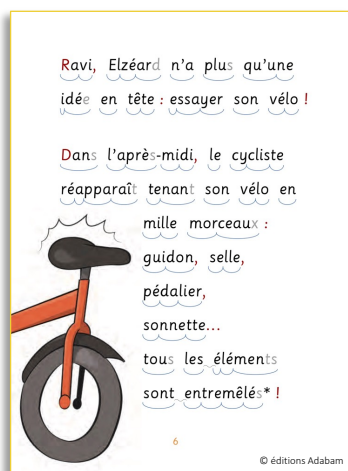 Ravi, Elzéard n'a plus qu'une
idée en tête : essayer son vélo !
Dans l'après-midi, le cycliste
réapparaît tenant son vélo en
mille morceaux :
guidon, selle,
pédalier,
sonnette...
tous les éléments
sont entremêlés* !
6
© éditions Adabam